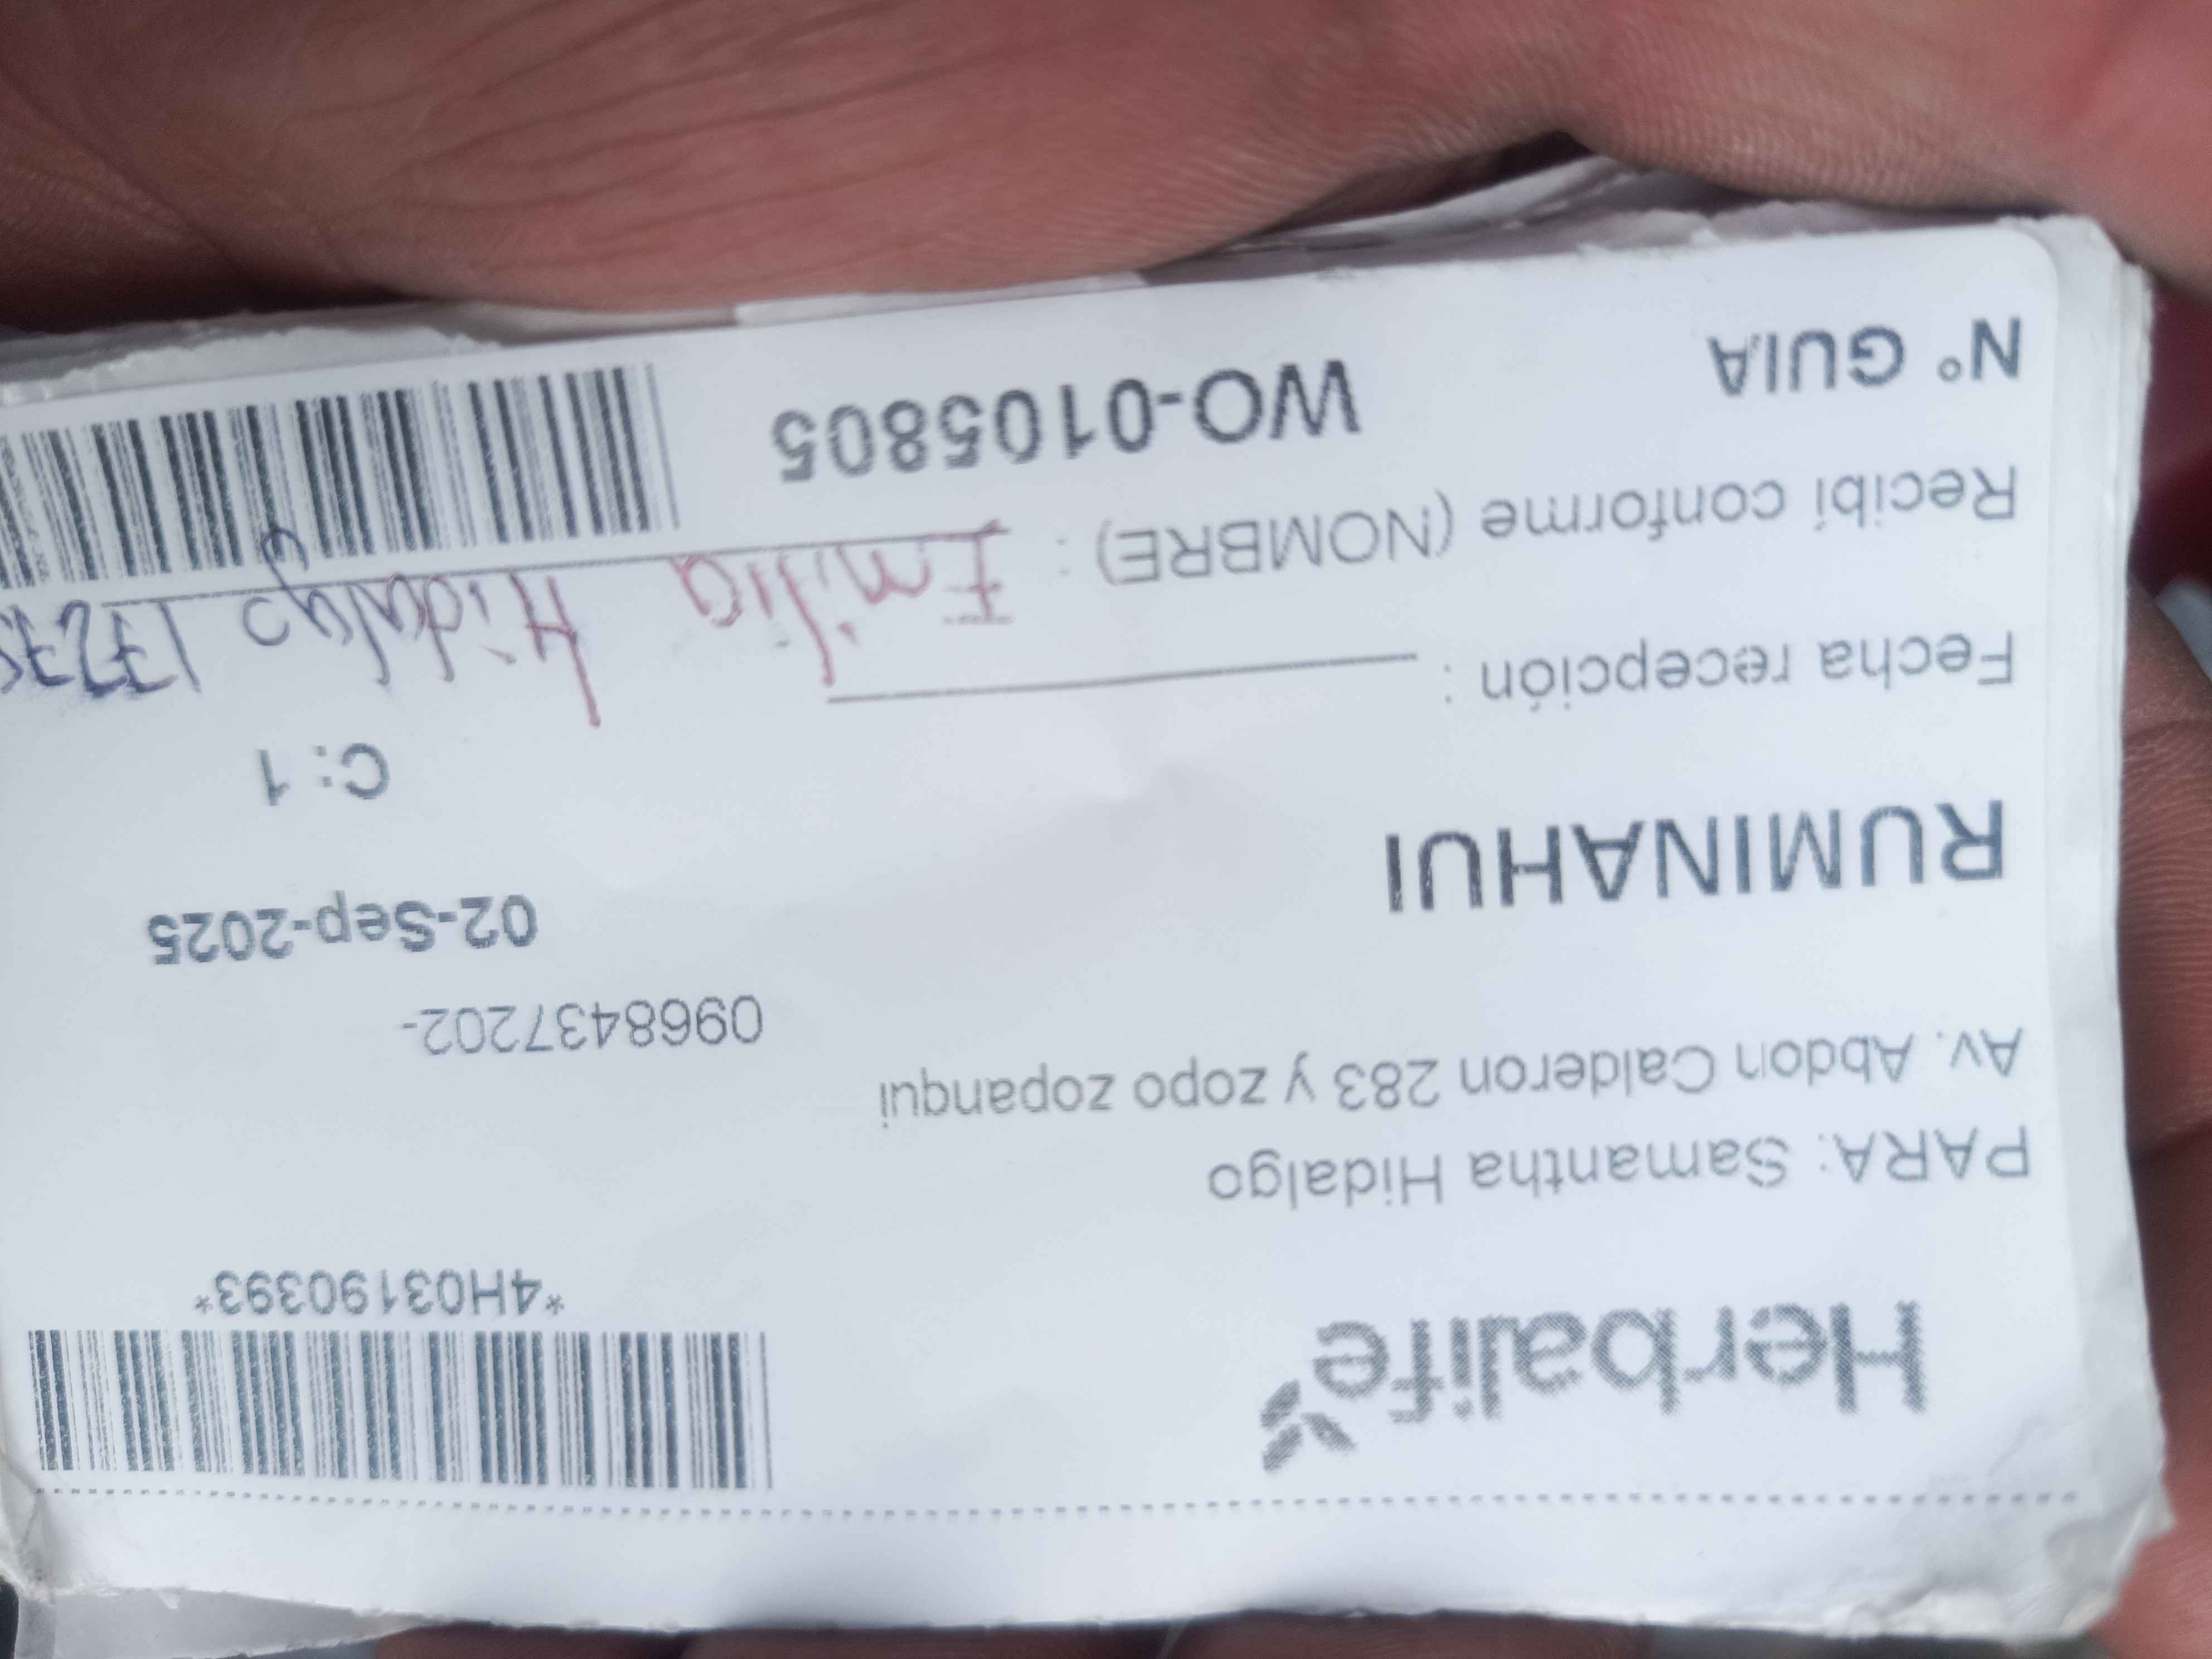 Herbalife
*4H03190393*
PARA: Samantha Hidalgo
Av. Abdon Calderon 283 y zopo zopanqui
0968437202-
RUMINAHUI
02-Sep-2025
C: 1
Fecha recepción :
Recibí conforme (NOMBRE) : Emilia Hidalgo
N° GUIA WO-0105805